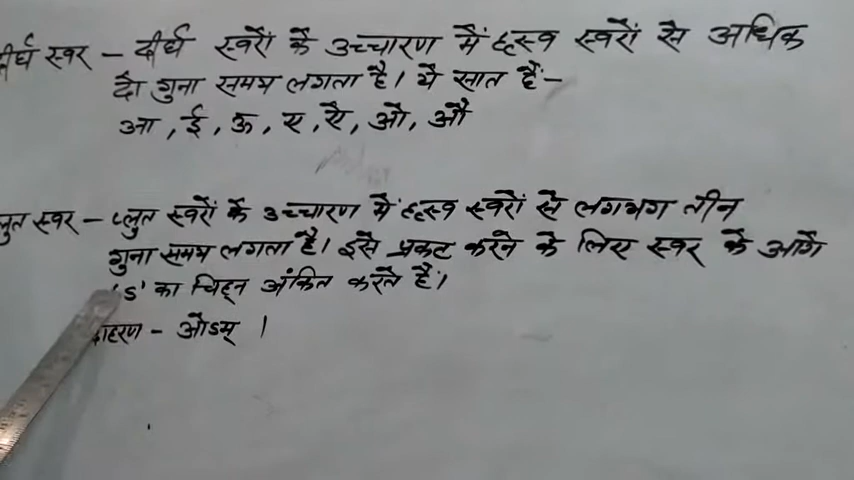 दीर्घ स्वर – दीर्घ स्वरों के उच्चारण में ह्रस्व स्वरों से अधिक
दो गुना समय लगता है। ये सात हैं –
आ , ई , ऊ , ए , ऐ , ओ , औ
प्लुत स्वर – प्लुत स्वरों के उच्चारण में ह्रस्व स्वरों से लगभग तीन
गुना समय लगता है। इसे प्रकट करने के लिए स्वर के आगे
'ऽ' का चिह्न अंकित करते हैं।
उदाहरण – ओऽम् ।